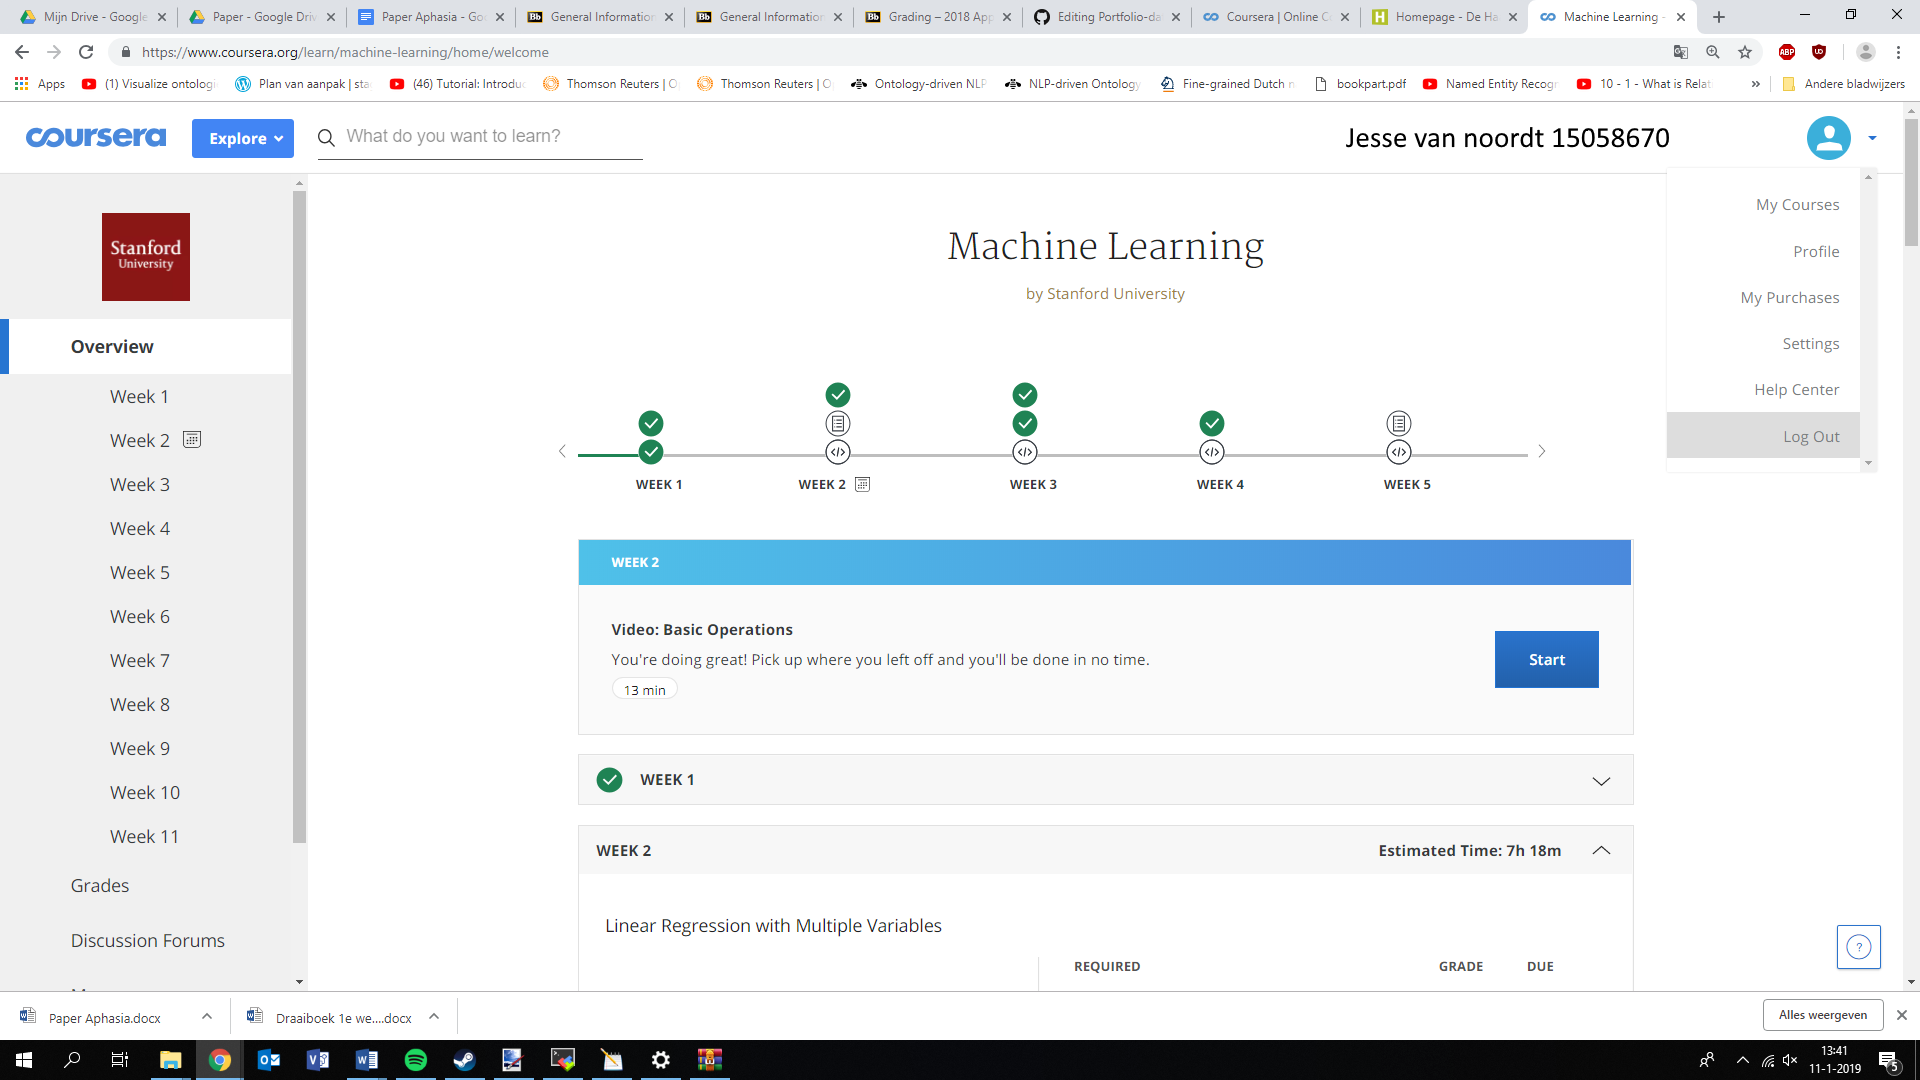 Mijn Drive - Google
Paper - Google Driv
Paper Aphasia - Goo
General Information
General Information
Grading – 2018 App
Editing Portfolio-da
Coursera | Online C
Homepage - De Ha
Machine Learning -
https://www.coursera.org/learn/machine-learning/home/welcome
Apps
(1) Visualize ontolog
Plan van aanpak | sta
(46) Tutorial: Introdu
Thomson Reuters | O
Thomson Reuters | O
Ontology-driven NLP
NLP-driven Ontology
Fine-grained Dutch n
bookpart.pdf
Named Entity Recog
10 - 1 - What is Relat
Andere bladwijzers
coursera
Explore
What do you want to learn?
Jesse van noordt 15058670
My Courses
Profile
My Purchases
Settings
Help Center
Log Out
Stanford
University
Overview
Week 1
Week 2
Week 3
Week 4
Week 5
Week 6
Week 7
Week 8
Week 9
Week 10
Week 11
Grades
Discussion Forums
Machine Learning
by Stanford University
WEEK 1
WEEK 2
WEEK 3
WEEK 4
WEEK 5
WEEK 2
Video: Basic Operations
You're doing great! Pick up where you left off and you'll be done in no time.
13 min
Start
WEEK 1
WEEK 2
Estimated Time: 7h 18m
Linear Regression with Multiple Variables
REQUIRED
GRADE
DUE
Paper Aphasia.docx
Draaiboek 1e we....docx
Alles weergeven
13:41
11-1-2019
5